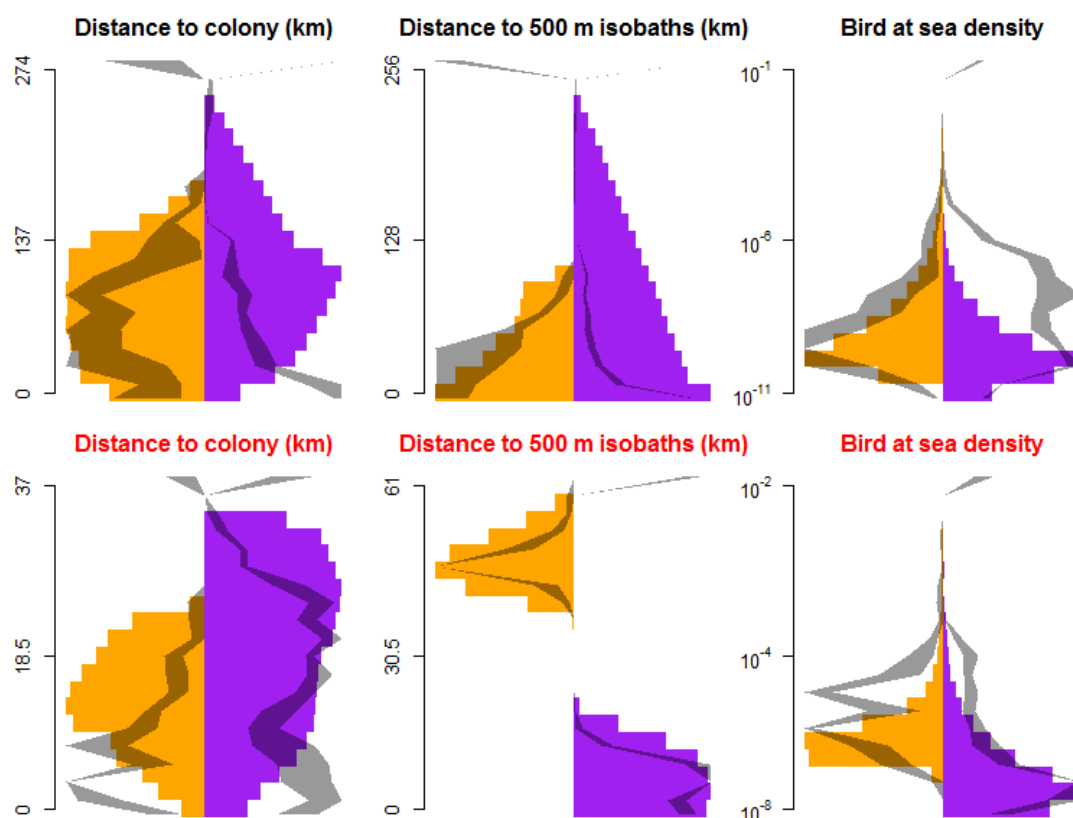 Distance to colony (km) Distance to 500 m isobaths (km) Bird at sea density
274 256 10^-1
137 128 10^-6
0 0 10^-11
Distance to colony (km) Distance to 500 m isobaths (km) Bird at sea density
37 61 10^-2
18.5 30.5 10^-4
0 0 10^-8